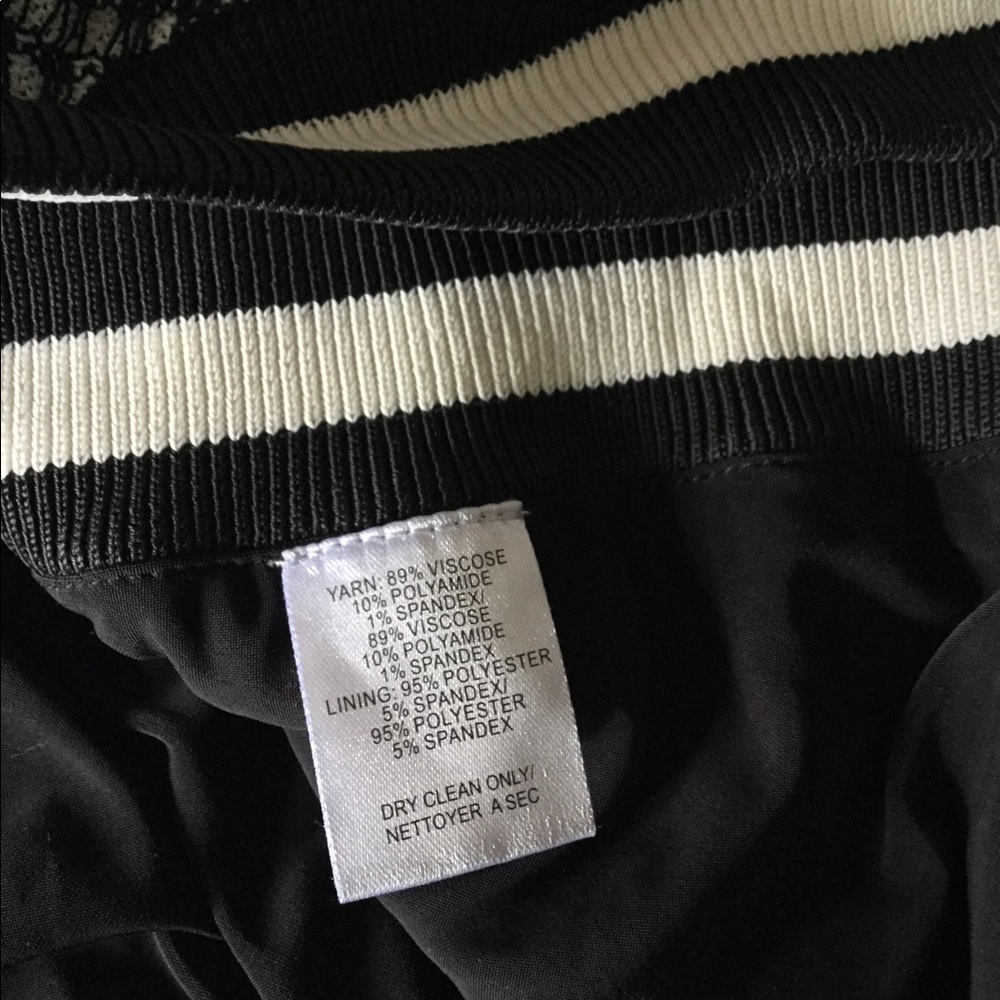 YARN: 89% VISCOSE
10% POLYAMIDE
1% SPANDEX/
89% VISCOSE
10% POLYAMIDE
1% SPANDEX
LINING: 95% POLYESTER
5% SPANDEX/
95% POLYESTER
5% SPANDEX
DRY CLEAN ONLY/
NETTOYER A SEC